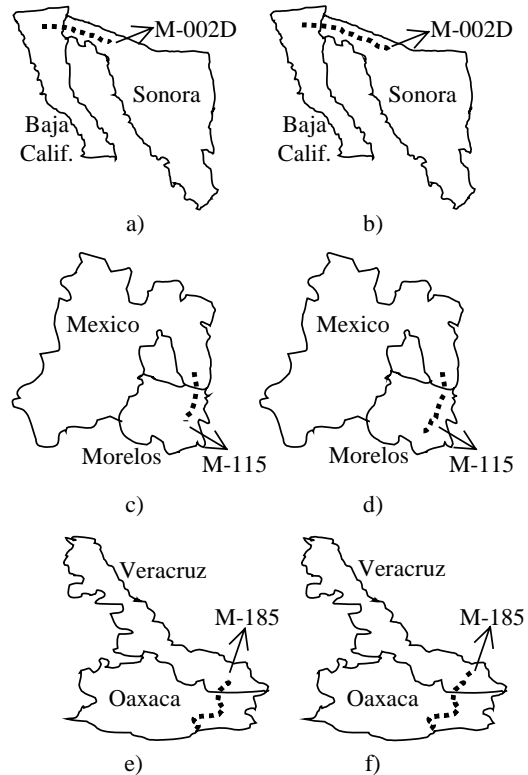 M-002D
M-002D
Sonora
Sonora
Baja
Calif.
Baja
Calif.
a)
b)
Mexico
Mexico
Morelos
M-115
Morelos
M-115
c)
d)
Veracruz
Veracruz
M-185
M-185
Oaxaca
Oaxaca
e)
f)